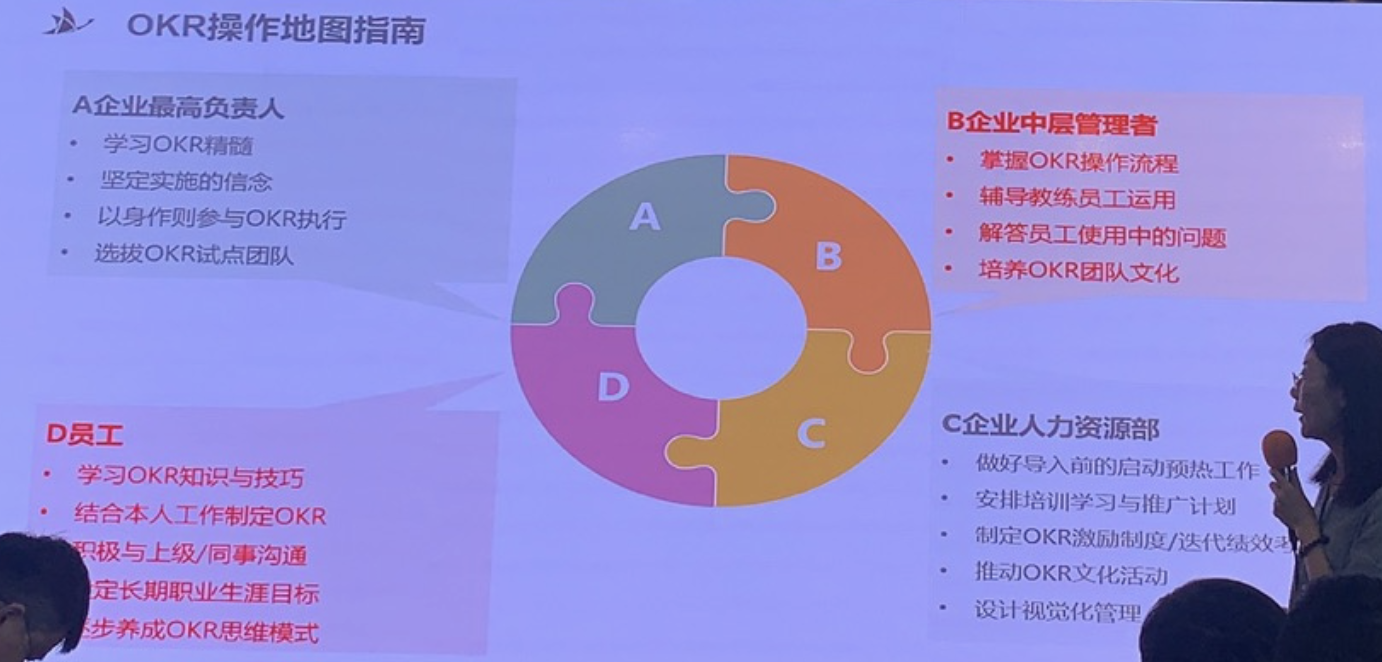 OKR操作地图指南
A企业最高负责人
• 学习OKR精髓
• 坚定实施的信念
• 以身作则参与OKR执行
• 选拔OKR试点团队
B企业中层管理者
• 掌握OKR操作流程
• 辅导教练员工运用
• 解答员工使用中的问题
• 培养OKR团队文化
A
B
D
C
D员工
• 学习OKR知识与技巧
• 结合本人工作制定OKR
积极与上级/同事沟通
定长期职业生涯目标
步养成OKR思维模式
C企业人力资源部
• 做好导入前的启动预热工作
• 安排培训学习与推广计划
• 制定OKR激励制度/迭代绩效
• 推动OKR文化活动
• 设计视觉化管理